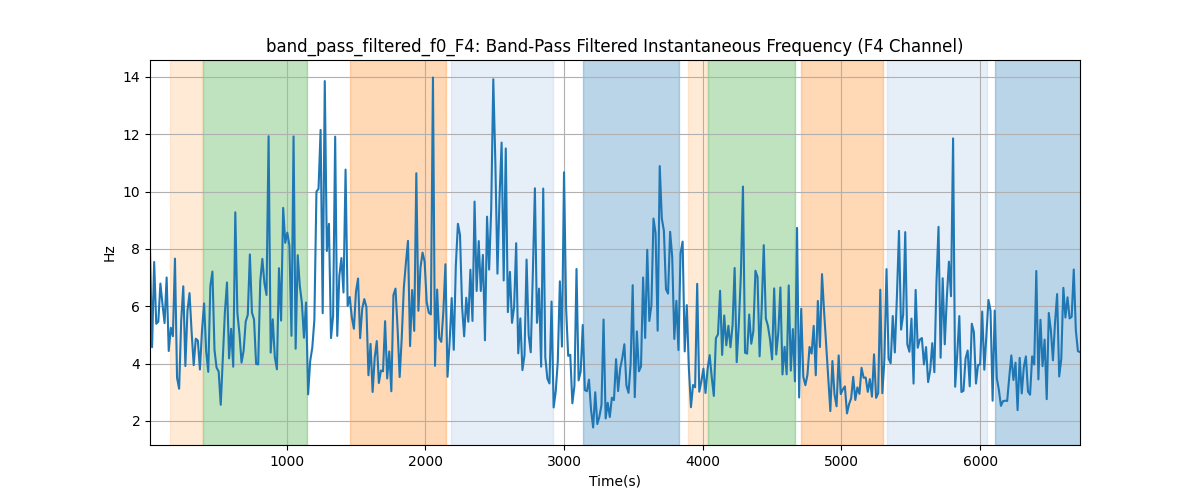 band_pass_filtered_f0_F4: Band-Pass Filtered Instantaneous Frequency (F4 Channel)
14
12
10
8
6
4
2
Hz
1000 2000 3000 4000 5000 6000
Time(s)